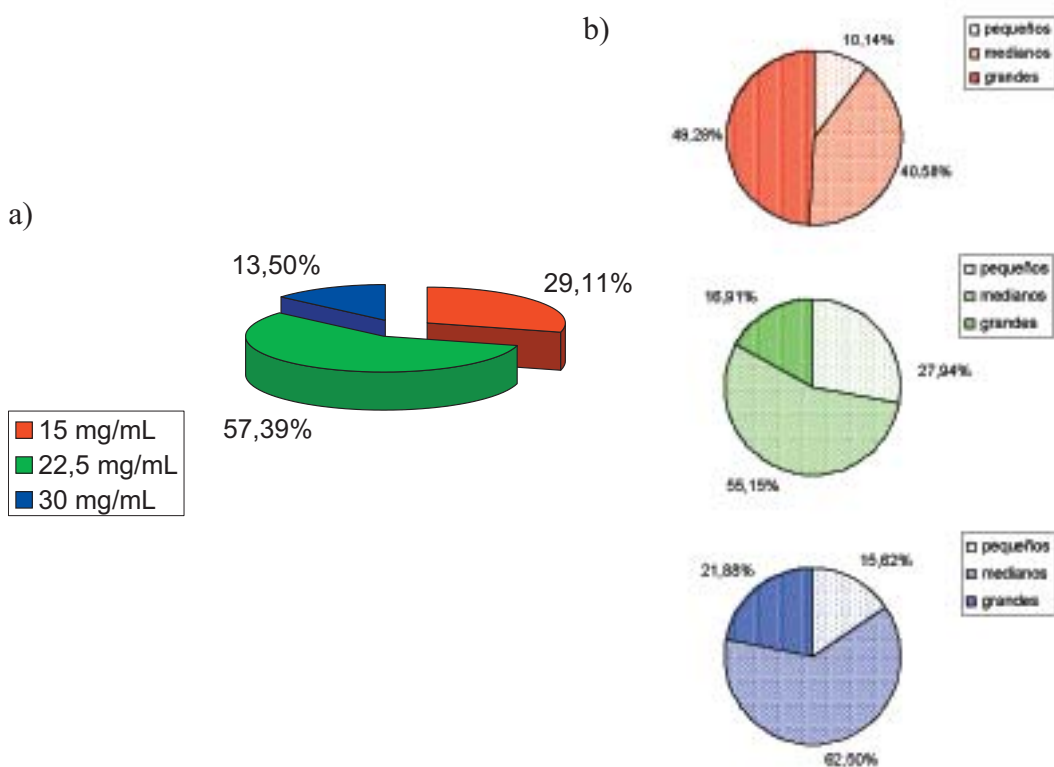 a)
13,50%
29,11%
57,39%
15 mg/mL
22,5 mg/mL
30 mg/mL
b)
10,14%
49,28%
40,58%
pequeños
medianos
grandes
16,91%
27,94%
55,15%
pequeños
medianos
grandes
21,88%
15,62%
62,50%
pequeños
medianos
grandes